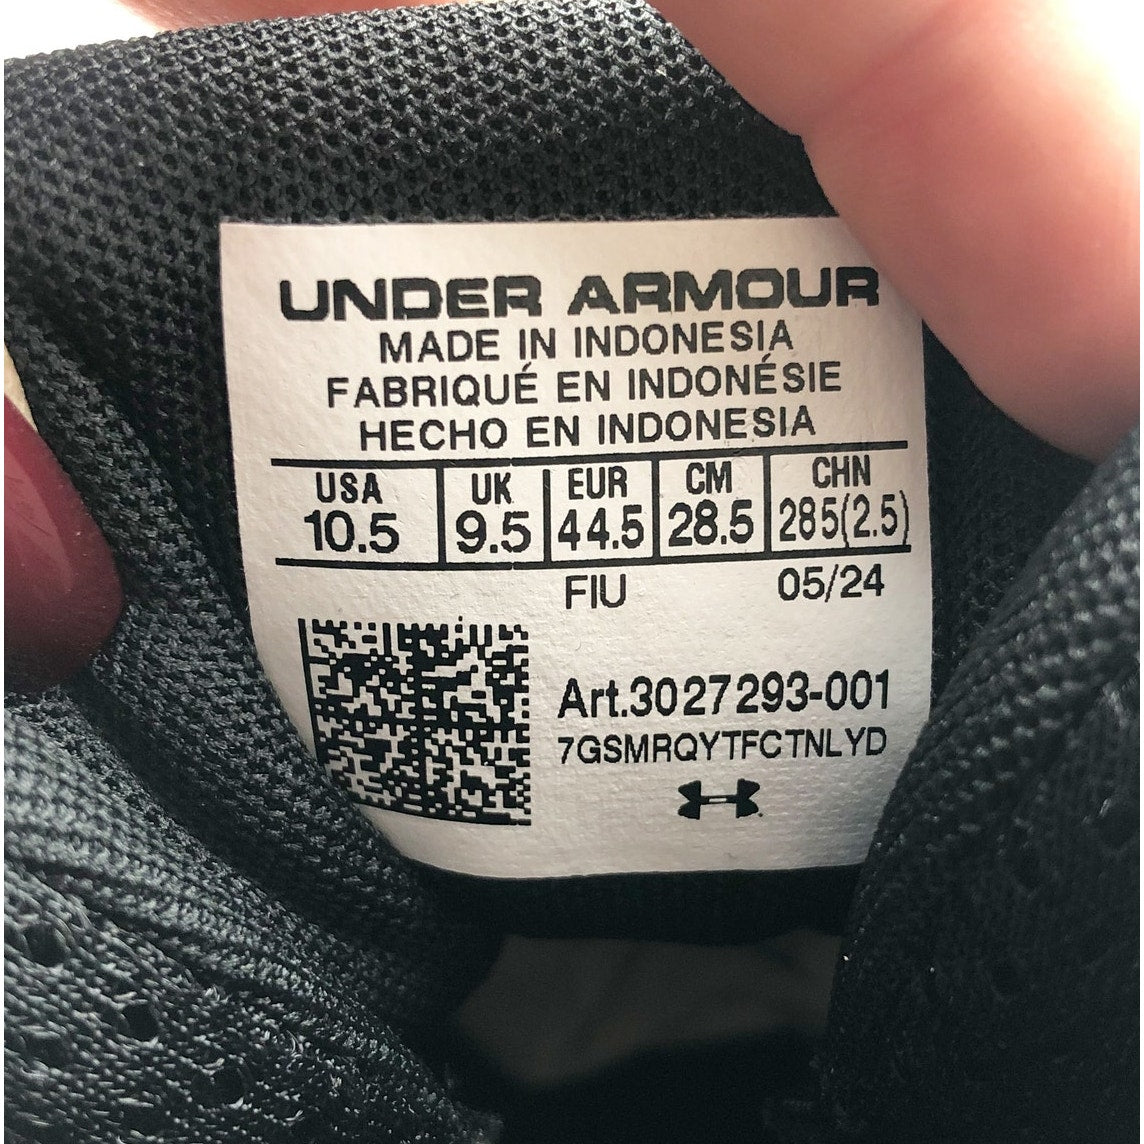 UNDER ARMOUR
MADE IN INDONESIA
FABRIQUÉ EN INDONÉSIE
HECHO EN INDONESIA
USA UK EUR CM CHN
10.5 9.5 44.5 28.5 285(2.5)
FIU 05/24
Art.3027293-001
7GSMRQYTFCTNLYD